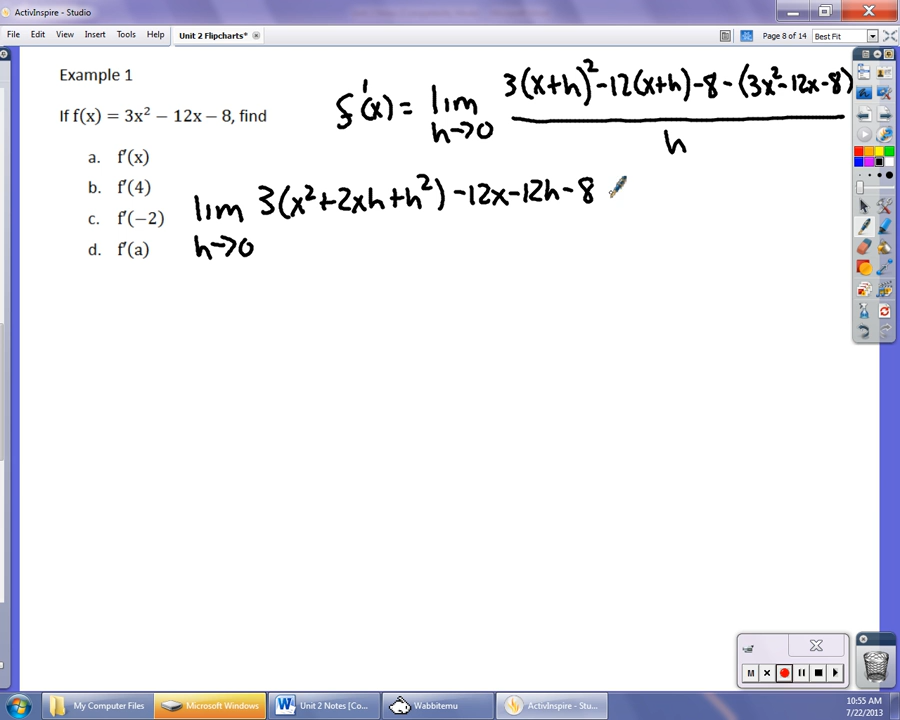 ActivInspire - Studio
File Edit View Insert Tools Help Unit 2 Flipcharts* Page 8 of 14 Best Fit
Example 1
If f(x) = 3x² − 12x − 8, find
a. f′(x)
b. f′(4)
c. f′(−2)
d. f′(a)
f'(x) = lim h→0 3(x+h)² -12(x+h) -8 - (3x²-12x-8)
h
lim h→0 3(x²+2xh+h²) -12x -12h -8
M
My Computer Files Microsoft Windows Unit 2 Notes [Co... Wabbitemu ActivInspire - Stu... 10:55 AM
7/22/2013